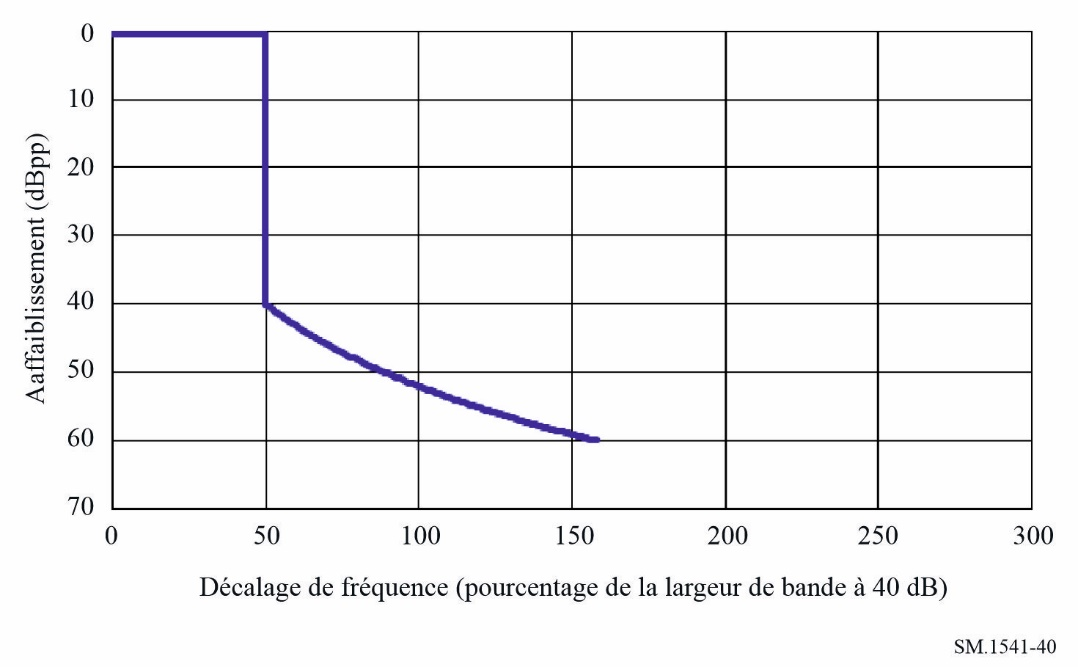 0
10
20
30
40
50
60
70
Aaffaiblissement (dBpp)
0 50 100 150 200 250 300
Décalage de fréquence (pourcentage de la largeur de bande à 40 dB)
SM.1541-40